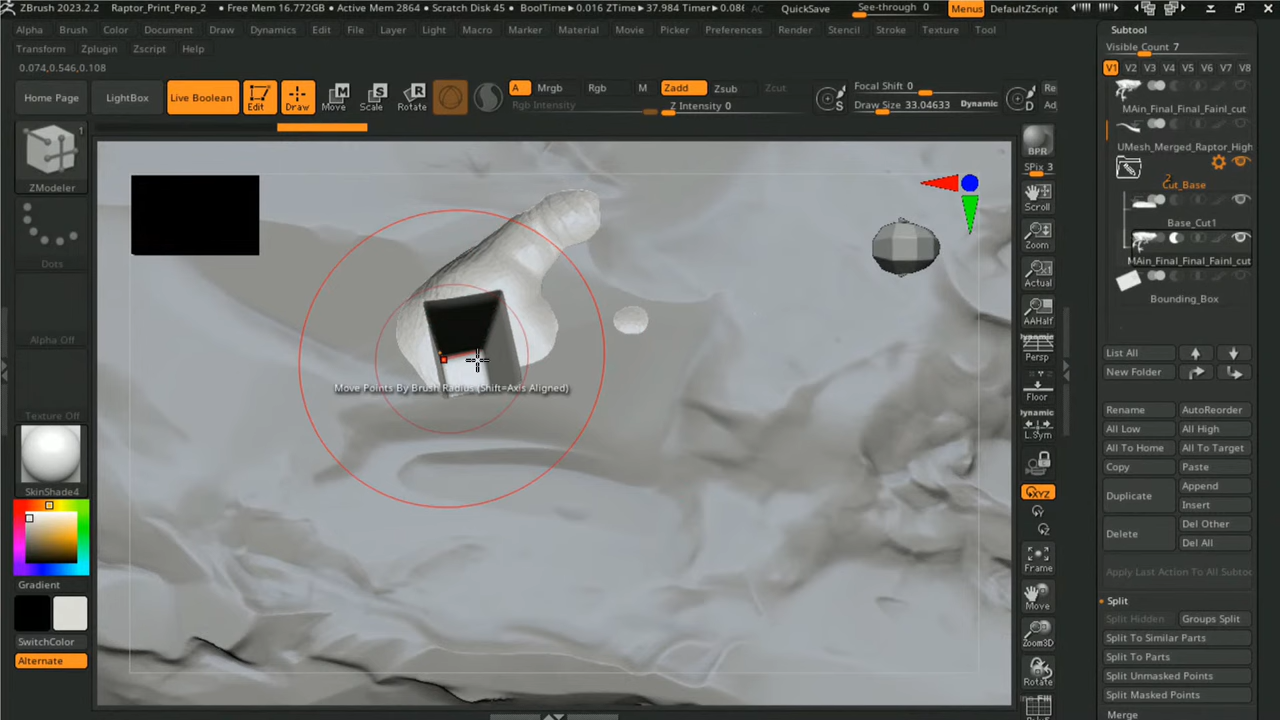 ZBrush 2023.2.2
Raptor_Print_Prep_2
• Free Mem 16.772GB • Active Mem 2864 • Scratch Disk 45 • BoolTime▸0.016 ZTime▸37.984 Timer▸0.086
AC
QuickSave
See-through 0
Menus
DefaultZScript
Alpha Brush Color Document Draw Dynamics Edit File Layer Light Macro Marker Material Movie Picker Preferences Render Stencil Stroke Texture Tool
Transform Zplugin Zscript Help
0.074,0.546,0.108
Home Page
LightBox
Live Boolean
Edit
Draw
Move
Scale
Rotate
A
Mrgb
Rgb
M
Zadd
Zsub
Zcut
Rgb Intensity
Z Intensity 0
S
Focal Shift 0
Draw Size 33.04633
Dynamic
D
Re
Ad
1
ZModeler
Dots
Alpha Off
Texture Off
SkinShade4
Gradient
SwitchColor
Alternate
Move Points By Brush Radius (Shift=Axis Aligned)
BPR
SPix 3
Scroll
Zoom
Actual
AAHalf
Dynamic
Persp
Floor
Dynamic
L.Sym
XYZ
Y
Z
Frame
Move
Zoom3D
Rotate
Subtool
Visible Count 7
V1 V2 V3 V4 V5 V6 V7 V8
MAin_Final_Final_Fainl_cut
UMesh_Merged_Raptor_High
2
Cut_Base
Base_Cut1
MAin_Final_Final_Fainl_cut
Bounding_Box
List All
New Folder
Rename
AutoReorder
All Low
All High
All To Home
All To Target
Copy
Paste
Duplicate
Append
Insert
Delete
Del Other
Del All
Apply Last Action To All Subtoo
Split
Split Hidden
Groups Split
Split To Similar Parts
Split To Parts
Split Unmasked Points
Split Masked Points
Merge